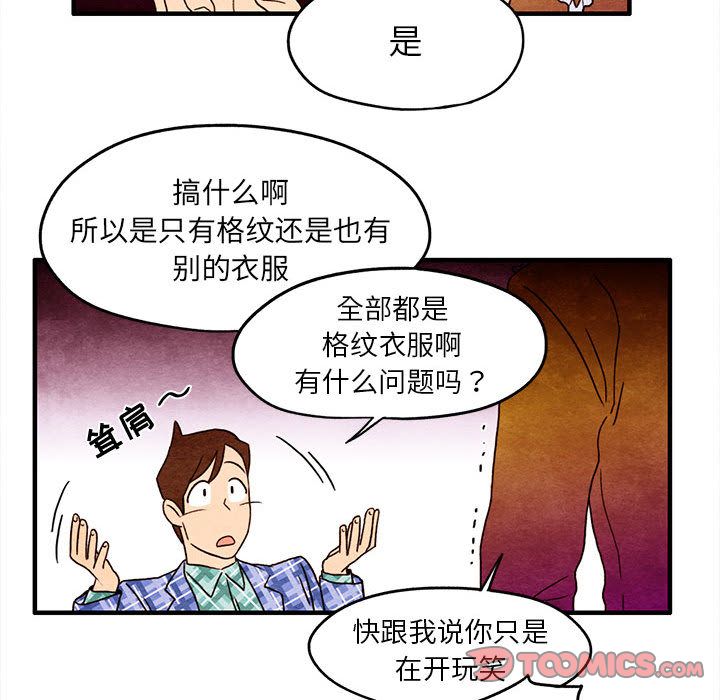 是
搞什么啊
所以是只有格纹还是也有
别的衣服
全部都是
格纹衣服啊
有什么问题吗？
耸肩～
快跟我说你只是
在开玩笑
TOOMICS.COM